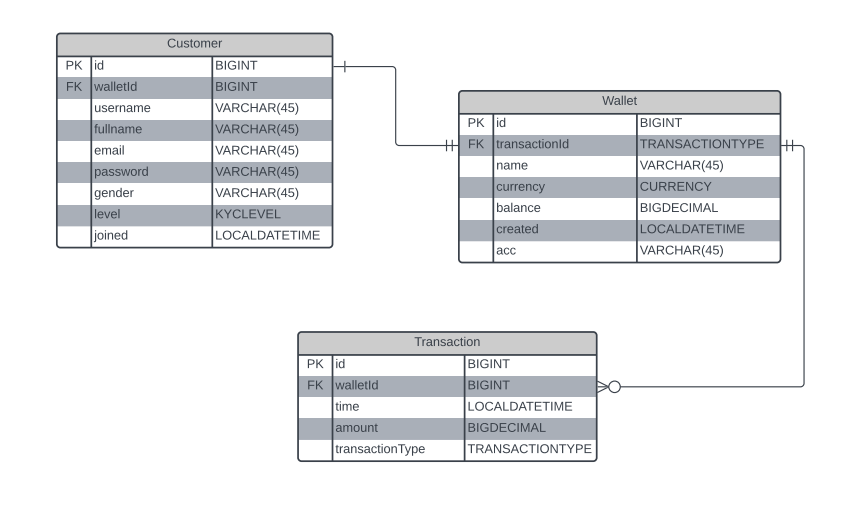 Customer
PK id BIGINT
FK walletId BIGINT
username VARCHAR(45)
fullname VARCHAR(45)
email VARCHAR(45)
password VARCHAR(45)
gender VARCHAR(45)
level KYCLEVEL
joined LOCALDATETIME
Wallet
PK id BIGINT
FK transactionId TRANSACTIONTYPE
name VARCHAR(45)
currency CURRENCY
balance BIGDECIMAL
created LOCALDATETIME
acc VARCHAR(45)
Transaction
PK id BIGINT
FK walletId BIGINT
time LOCALDATETIME
amount BIGDECIMAL
transactionType TRANSACTIONTYPE